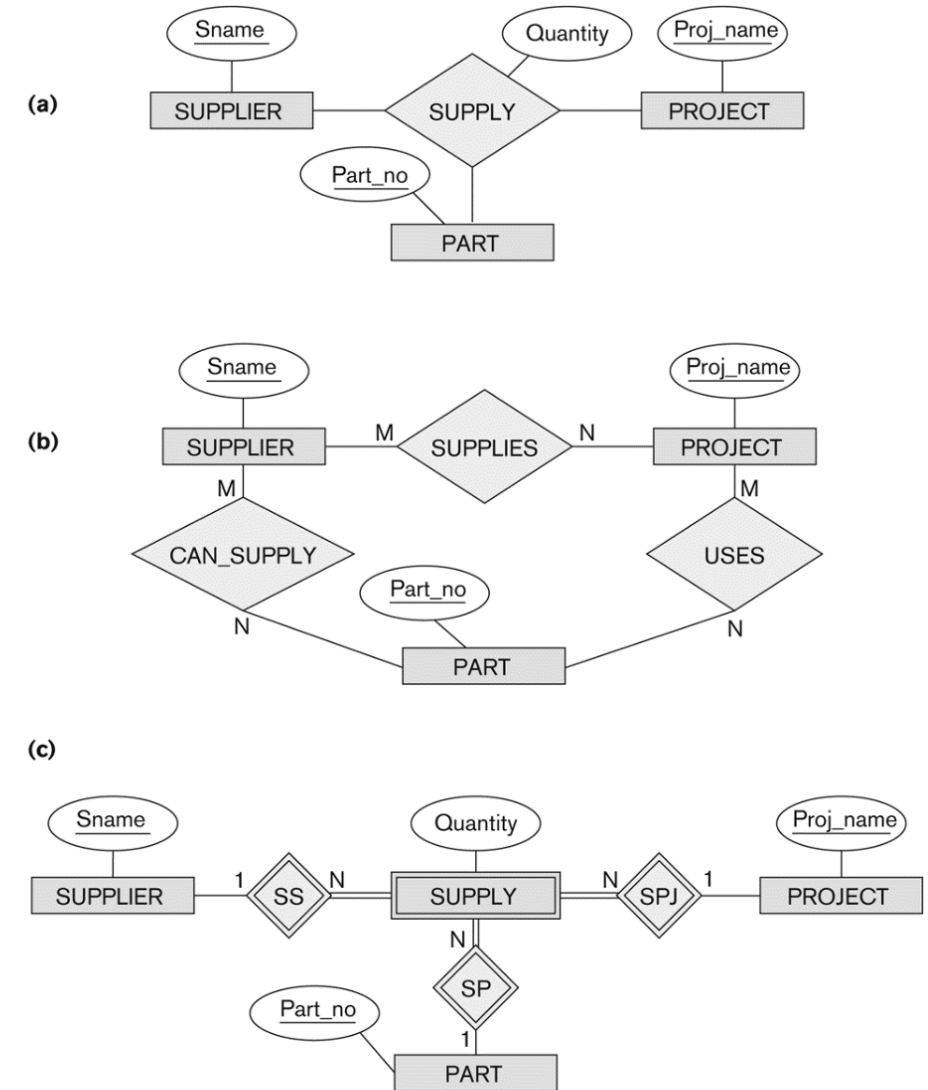 Sname
Quantity
Proj_name
(a)
SUPPLIER
SUPPLY
PROJECT
Part_no
PART
Sname
Proj_name
(b)
SUPPLIER
M
SUPPLIES
N
PROJECT
M
M
CAN_SUPPLY
USES
Part_no
N
N
PART
(c)
Sname
Quantity
Proj_name
SUPPLIER
1
SS
N
SUPPLY
N
SPJ
1
PROJECT
N
SP
Part_no
1
PART